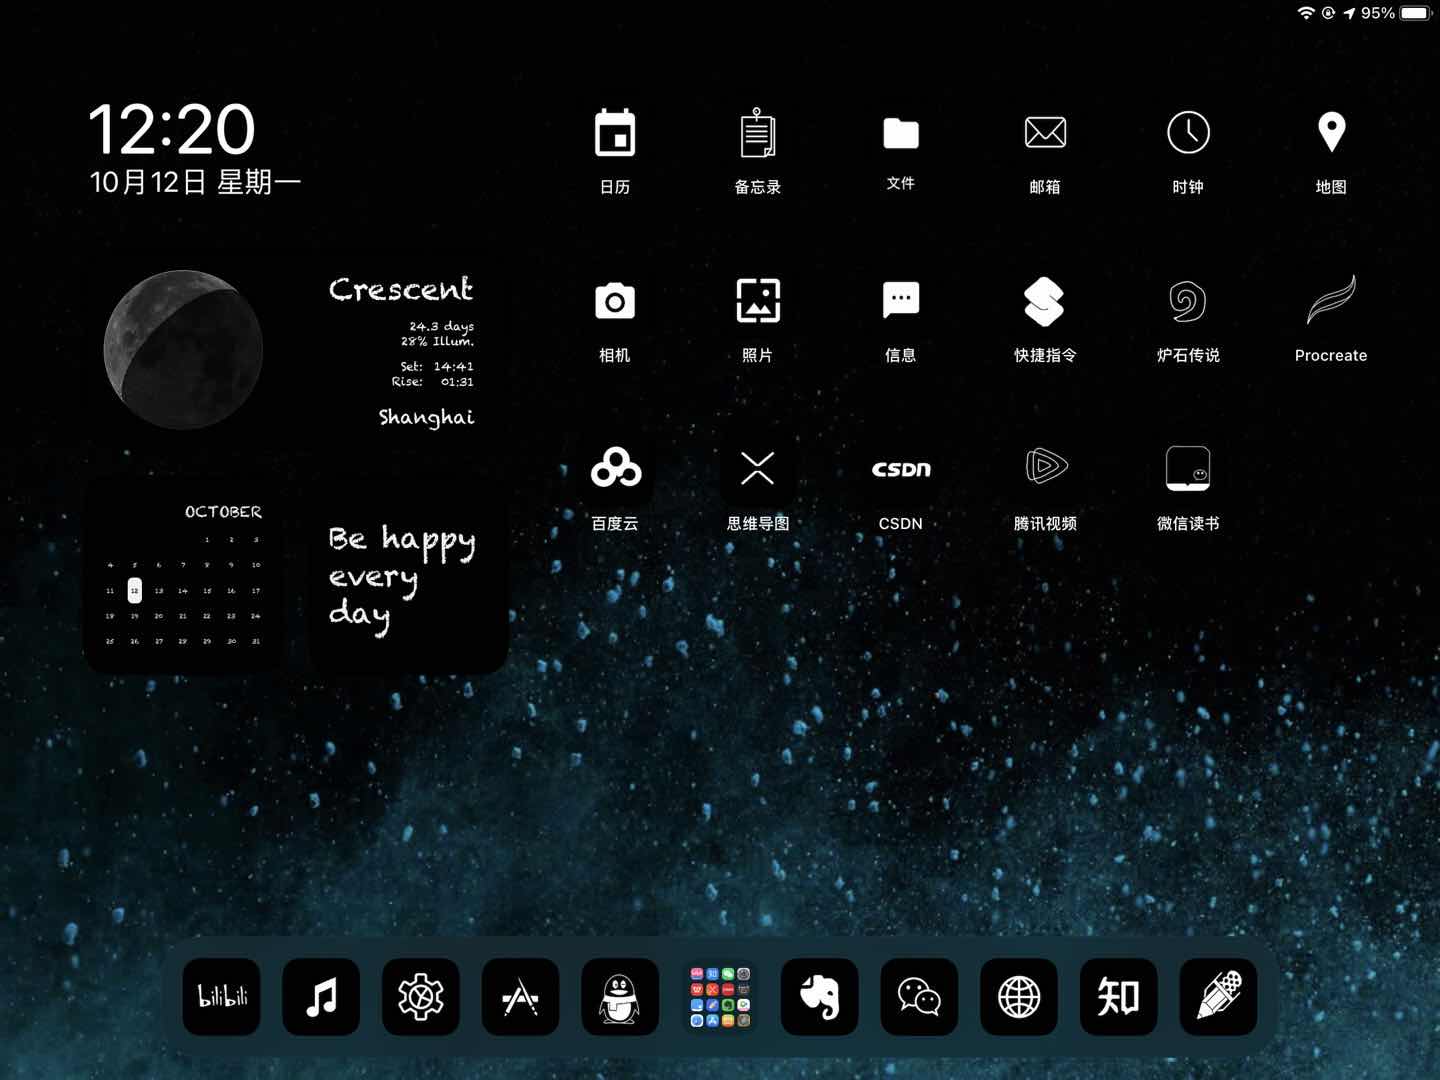 95%
12:20
10月12日 星期一
日历
备忘录
文件
邮箱
时钟
地图
Crescent
24.3 days
28% Illum.
Set: 14:41
Rise: 01:31
Shanghai
相机
照片
信息
快捷指令
炉石传说
Procreate
CSDN
百度云
思维导图
CSDN
腾讯视频
微信读书
OCTOBER
1 2 3
4 5 6 7 8 9 10
11 12 13 14 15 16 17
18 19 20 21 22 23 24
25 26 27 28 29 30 31
Be happy
every
day
bilibili
知